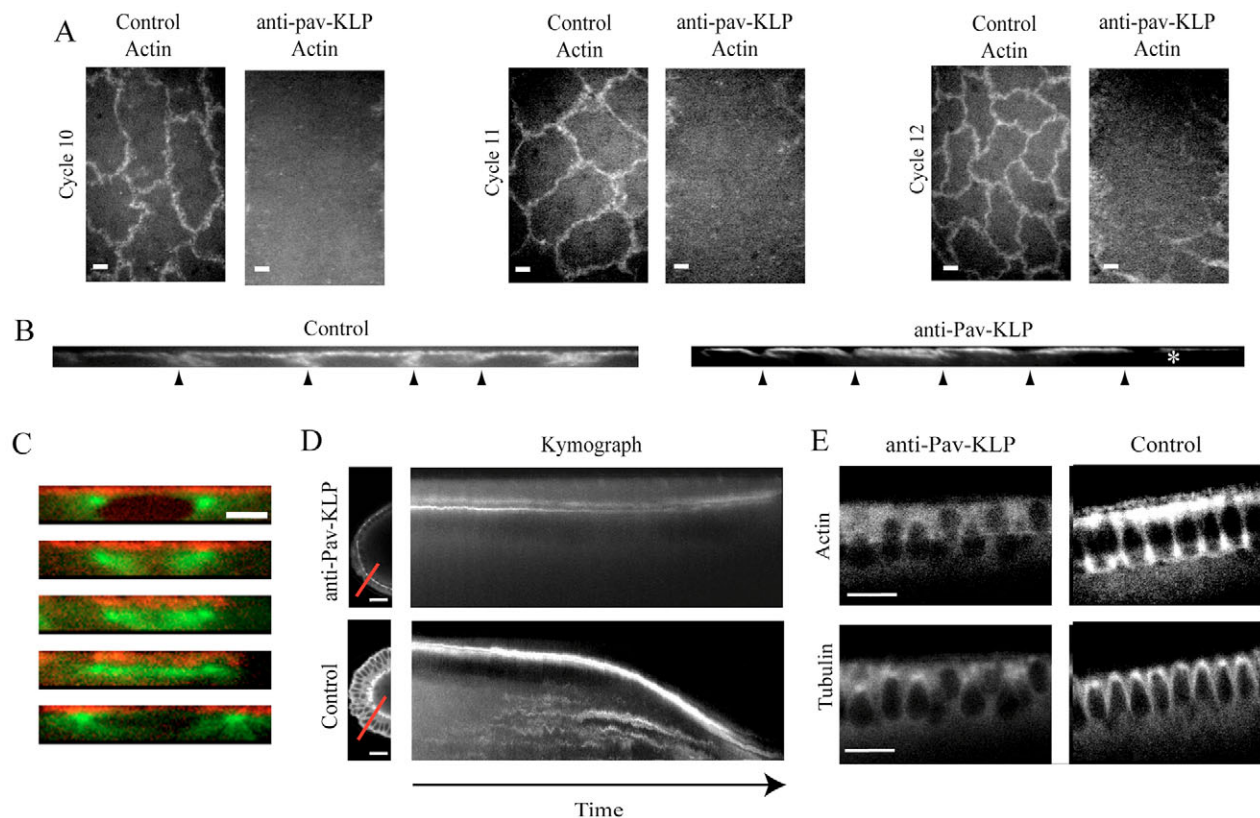 A
Control
Actin
anti-pav-KLP
Actin
Control
Actin
anti-pav-KLP
Actin
Control
Actin
anti-pav-KLP
Actin
Cycle 10
Cycle 11
Cycle 12
B
Control
anti-Pav-KLP
*
C
D
Kymograph
anti-Pav-KLP
Control
Time
E
anti-Pav-KLP
Control
Actin
Tubulin